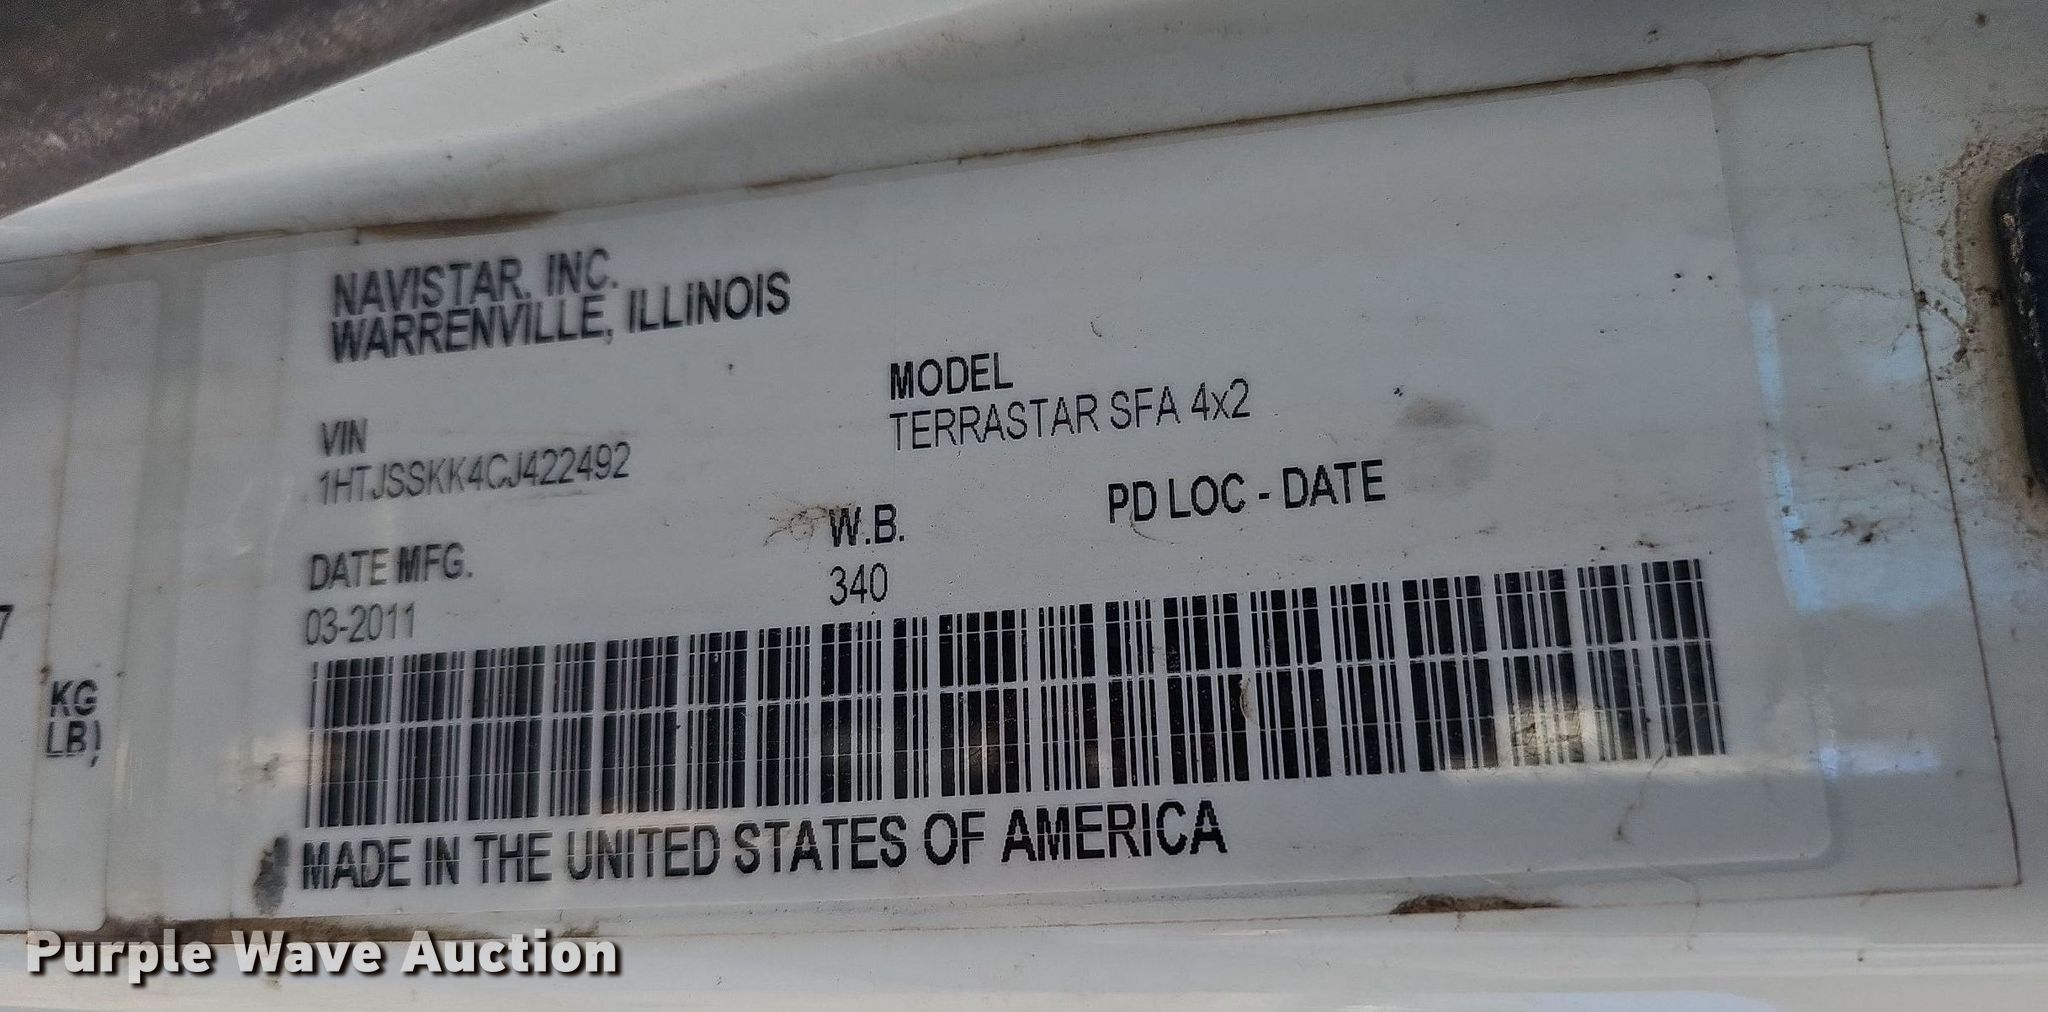 NAVISTAR, INC.
WARRENVILLE, ILLINOIS
MODEL
TERRASTAR SFA 4x2
VIN
1HTJSSKK4CJ422492
PD LOC - DATE
W.B.
340
DATE MFG.
03-2011
7
KG
LB)
MADE IN THE UNITED STATES OF AMERICA
Purple Wave Auction